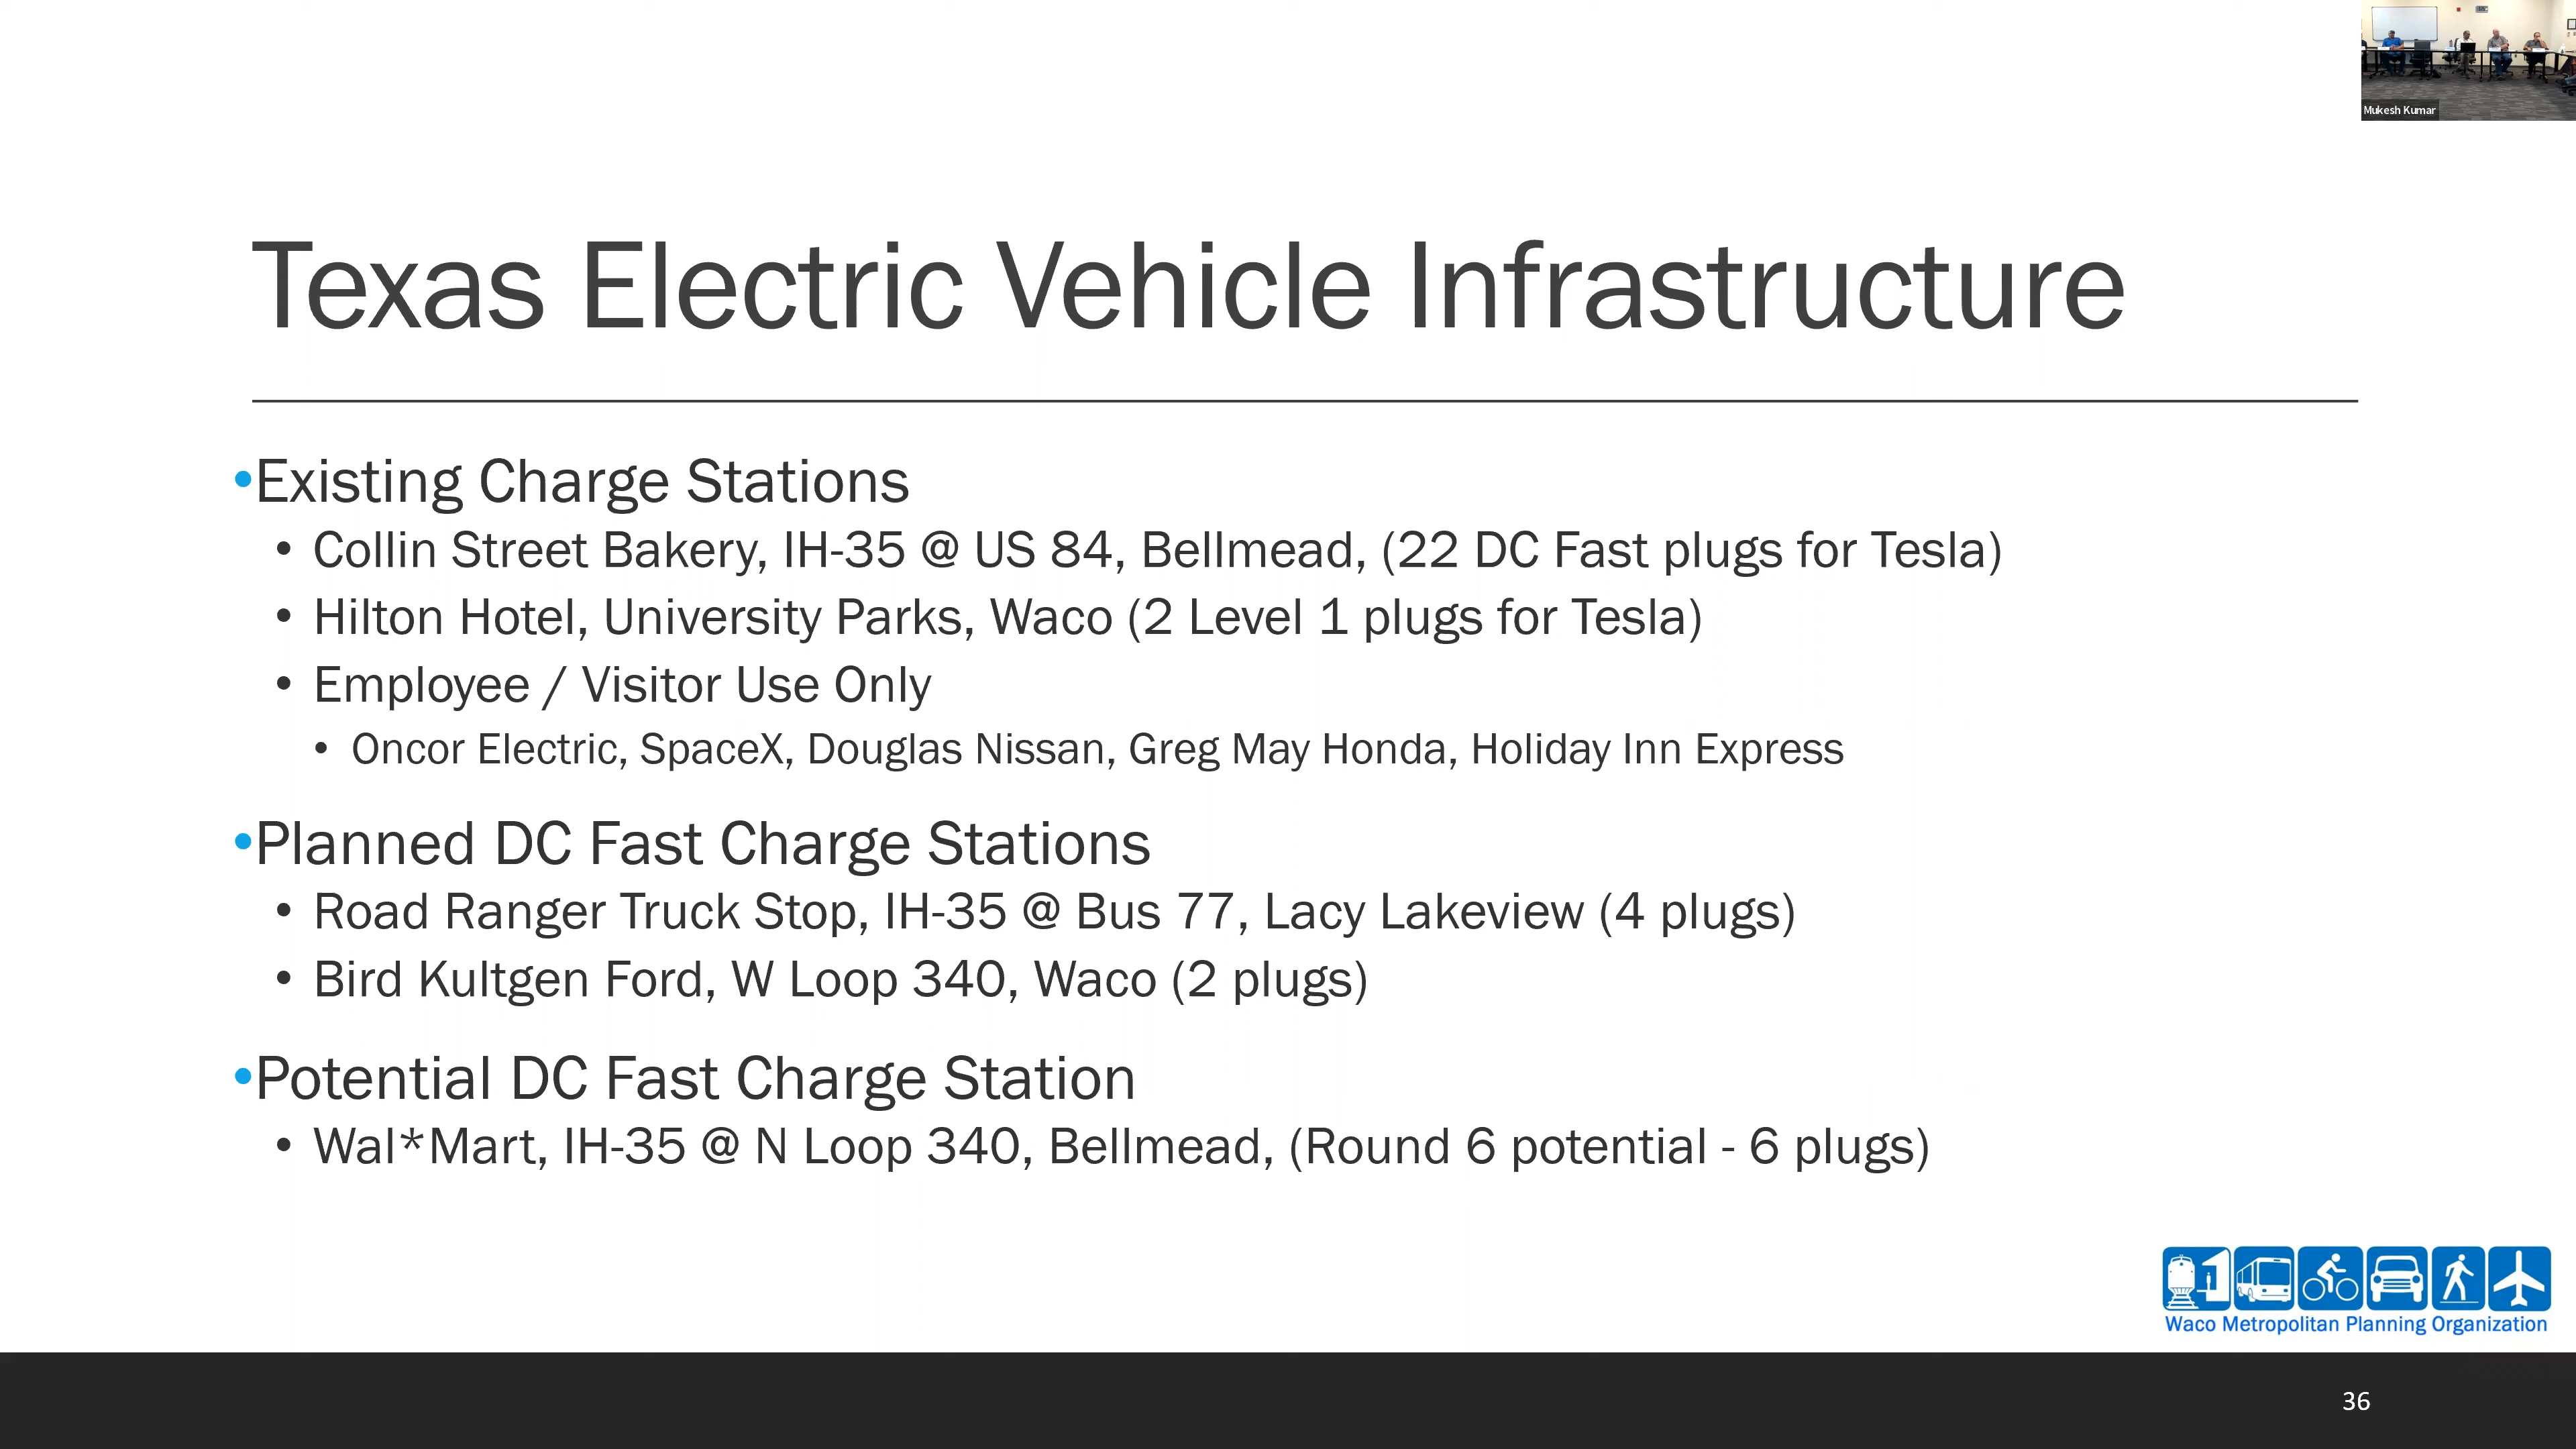 Mukesh Kumar
Texas Electric Vehicle Infrastructure
•Existing Charge Stations
• Collin Street Bakery, IH-35 @ US 84, Bellmead, (22 DC Fast plugs for Tesla)
• Hilton Hotel, University Parks, Waco (2 Level 1 plugs for Tesla)
• Employee / Visitor Use Only
• Oncor Electric, SpaceX, Douglas Nissan, Greg May Honda, Holiday Inn Express
•Planned DC Fast Charge Stations
• Road Ranger Truck Stop, IH-35 @ Bus 77, Lacy Lakeview (4 plugs)
• Bird Kultgen Ford, W Loop 340, Waco (2 plugs)
•Potential DC Fast Charge Station
• Wal*Mart, IH-35 @ N Loop 340, Bellmead, (Round 6 potential - 6 plugs)
Waco Metropolitan Planning Organization
36